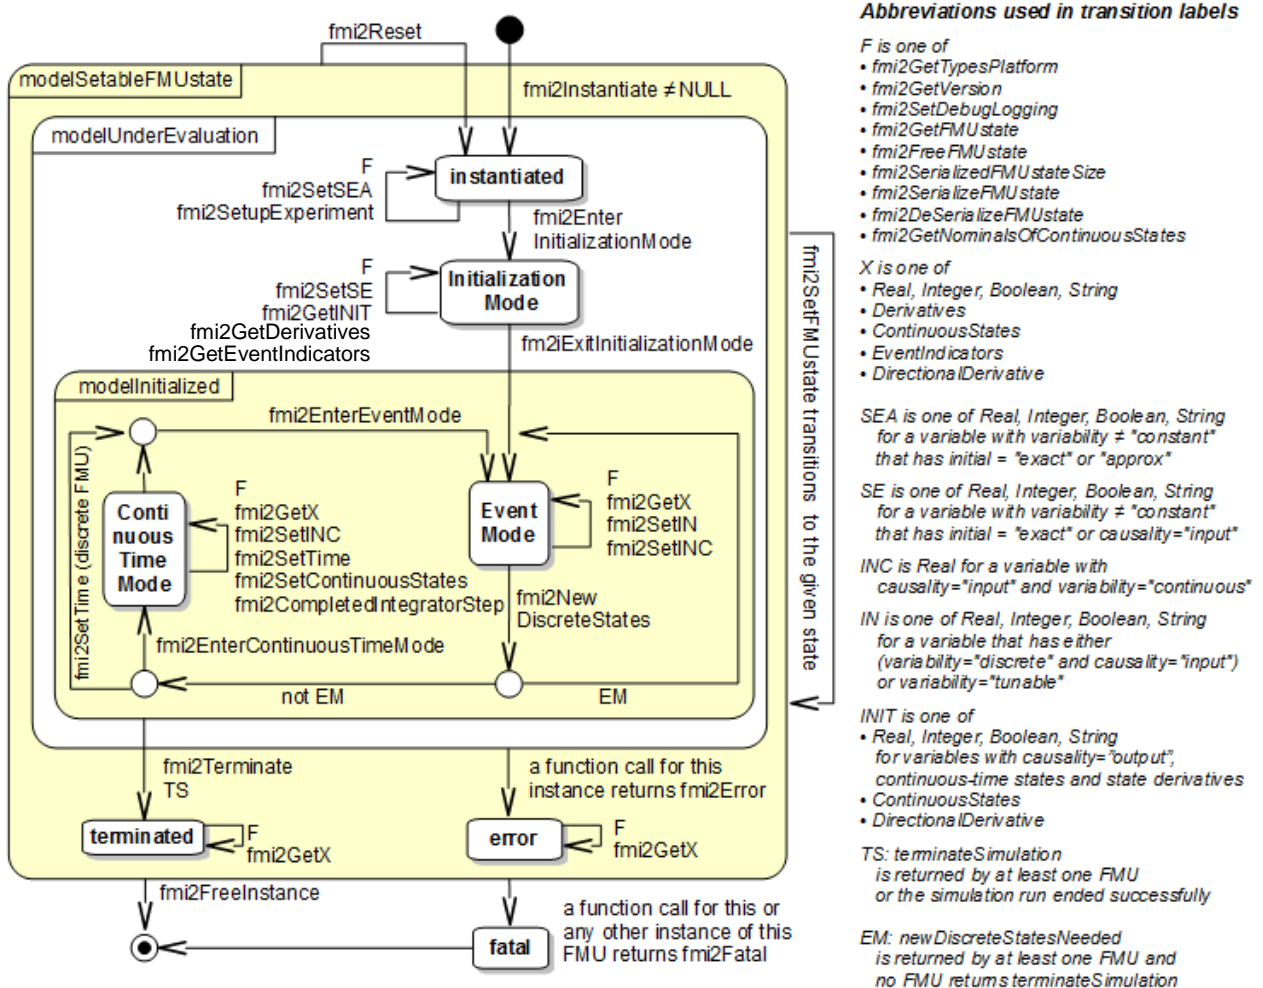 fmi2Reset
modelSetableFMUstate
fmi2Instantiate ≠ NULL
modelUnderEvaluation
F
fmi2SetSEA
fmi2SetupExperiment
instantiated
fmi2Enter
InitializationMode
F
fmi2SetSE
fmi2GetINIT
fmi2GetDerivatives
fmi2GetEventIndicators
Initialization
Mode
fm2iExitInitializationMode
modelInitialized
fmi2EnterEventMode
fmi2SetTime (discrete FMU)
Conti
nuous
Time
Mode
F
fmi2GetX
fmi2SetINC
fmi2SetTime
fmi2SetContinuousStates
fmi2CompletedIntegratorStep
Event
Mode
F
fmi2GetX
fmi2SetIN
fmi2SetINC
fmi2New
DiscreteStates
fmi2EnterContinuousTimeMode
not EM
EM
fmi2SetFMUstate transitions to the given state
fmi2Terminate
TS
a function call for this
instance returns fmi2Error
terminated
F
fmi2GetX
error
F
fmi2GetX
fmi2FreeInstance
a function call for this or
any other instance of this
FMU returns fmi2Fatal
fatal
Abbreviations used in transition labels
F is one of
• fmi2GetTypesPlatform
• fmi2GetVersion
• fmi2SetDebugLogging
• fmi2GetFMUstate
• fmi2FreeFMUstate
• fmi2SerializedFMUstateSize
• fmi2SerializeFMUstate
• fmi2DeSerializeFMUstate
• fmi2GetNominalsOfContinuousStates
X is one of
• Real, Integer, Boolean, String
• Derivatives
• ContinuousStates
• EventIndicators
• DirectionalDerivative
SEA is one of Real, Integer, Boolean, String
for a variable with variability ≠ "constant"
that has initial = "exact" or "approx"
SE is one of Real, Integer, Boolean, String
for a variable with variability ≠ "constant"
that has initial = "exact" or causality="input"
INC is Real for a variable with
causality="input" and variability="continuous"
IN is one of Real, Integer, Boolean, String
for a variable that has either
(variability="discrete" and causality="input")
or variability="tunable"
INIT is one of
• Real, Integer, Boolean, String
for variables with causality="output",
continuous-time states and state derivatives
• ContinuousStates
• DirectionalDerivative
TS: terminateSimulation
is returned by at least one FMU
or the simulation run ended successfully
EM: newDiscreteStatesNeeded
is returned by at least one FMU and
no FMU returns terminateSimulation